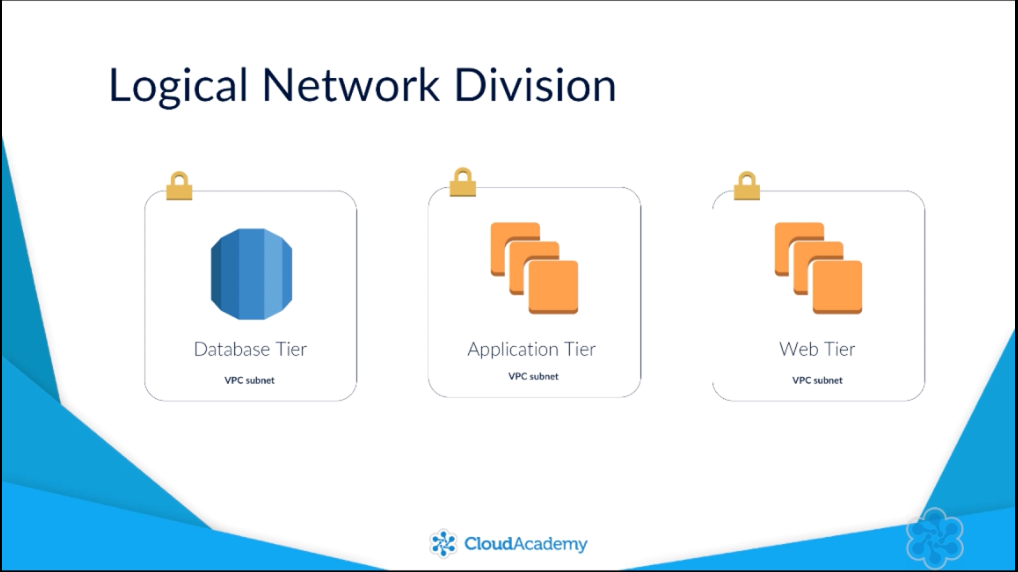 Logical Network Division
Database Tier
VPC subnet
Application Tier
VPC subnet
Web Tier
VPC subnet
CloudAcademy